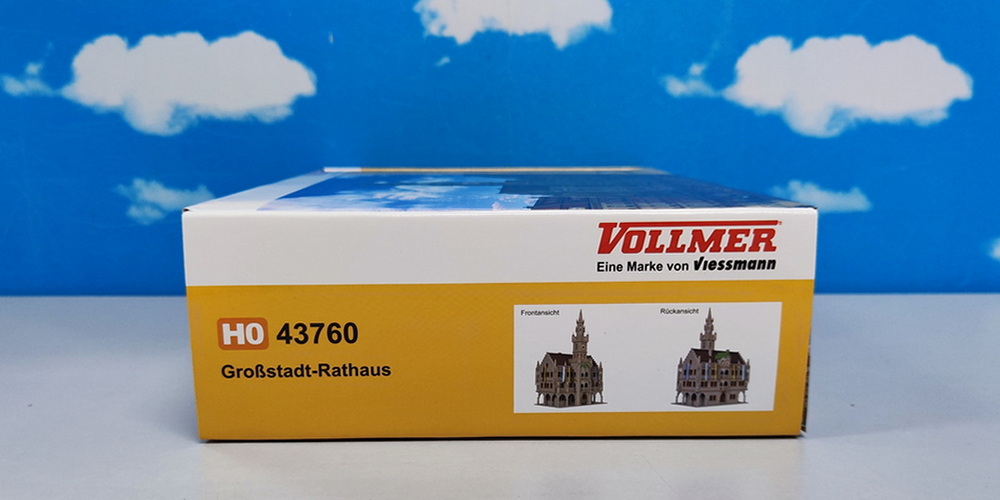 VOLLMER
Eine Marke von Viessmann
H0 43760
Großstadt-Rathaus
Frontansicht
Rückansicht